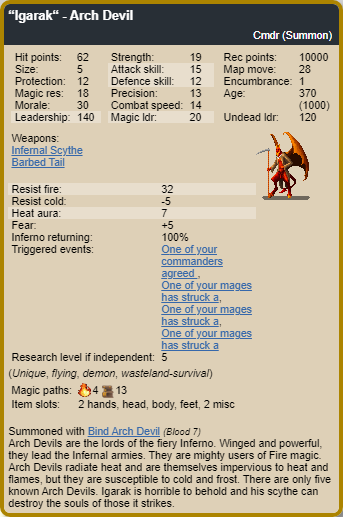 “Igarak“ - Arch Devil
Cmdr (Summon)
Hit points: 62 Strength: 19 Rec points: 10000
Size: 5 Attack skill: 15 Map move: 28
Protection: 12 Defence skill: 12 Encumbrance: 1
Magic res: 18 Precision: 13 Age: 370
Morale: 30 Combat speed: 14 (1000)
Leadership: 140 Magic ldr: 20 Undead ldr: 120
Weapons:
Infernal Scythe
Barbed Tail
Resist fire: 32
Resist cold: -5
Heat aura: 7
Fear: +5
Inferno returning: 100%
Triggered events: One of your
commanders
agreed ,
One of your mages
has struck a,
One of your mages
has struck a,
One of your mages
has struck a
Research level if independent: 5
(Unique, flying, demon, wasteland-survival)
Magic paths: 4 13
Item slots: 2 hands, head, body, feet, 2 misc
Summoned with Bind Arch Devil (Blood 7)
Arch Devils are the lords of the fiery Inferno. Winged and powerful,
they lead the Infernal armies. They are mighty users of Fire magic.
Arch Devils radiate heat and are themselves impervious to heat and
flames, but they are susceptible to cold and frost. There are only five
known Arch Devils. Igarak is horrible to behold and his scythe can
destroy the souls of those it strikes.